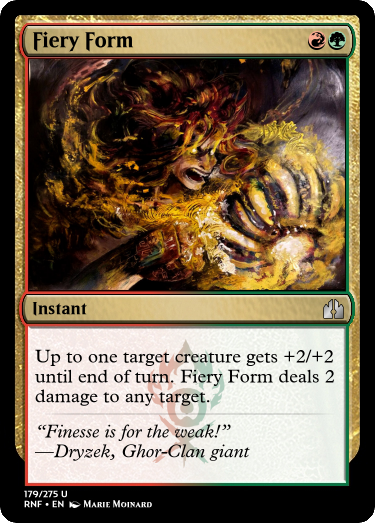 Fiery Form
Instant
Up to one target creature gets +2/+2
until end of turn. Fiery Form deals 2
damage to any target.
“Finesse is for the weak!”
—Dryzek, Ghor-Clan giant
179/275 U
RNF • EN Marie Moinard